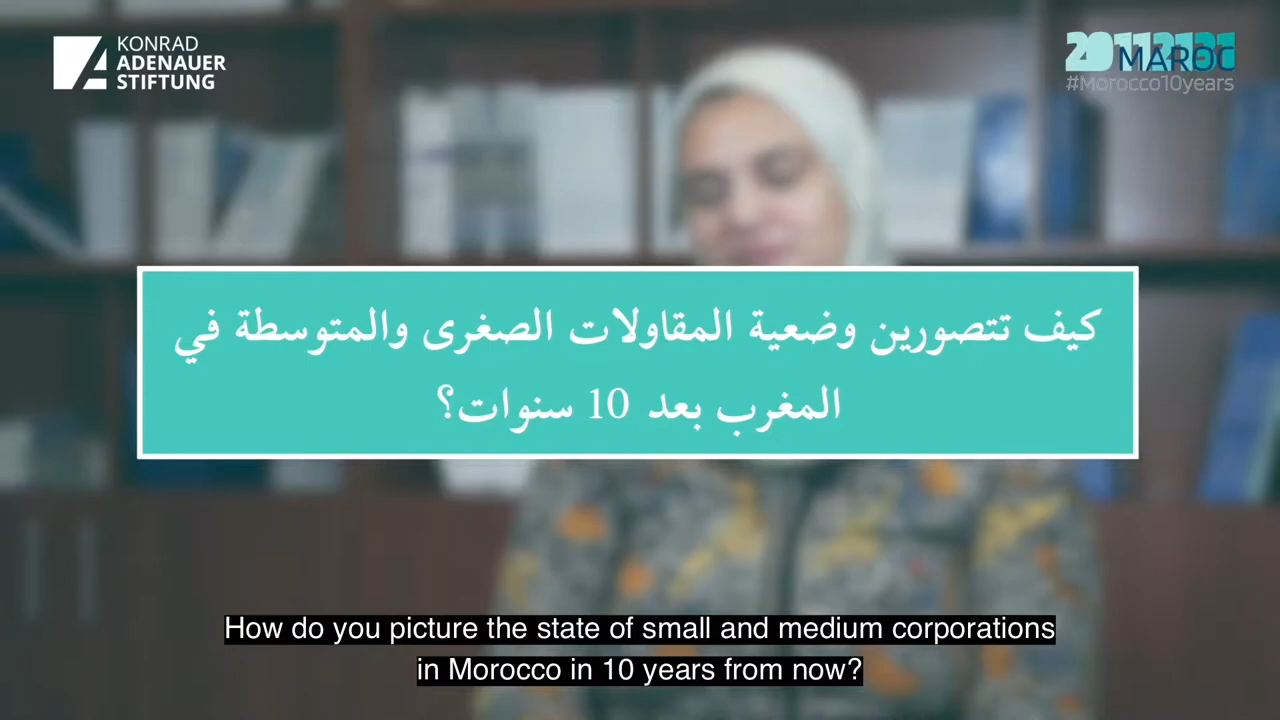 KONRAD
ADENAUER
STIFTUNG
MAROC
#Morocco10years
كيف تتصورين وضعية المقاولات الصغرى والمتوسطة في
المغرب بعد 10 سنوات؟
How do you picture the state of small and medium corporations
in Morocco in 10 years from now?